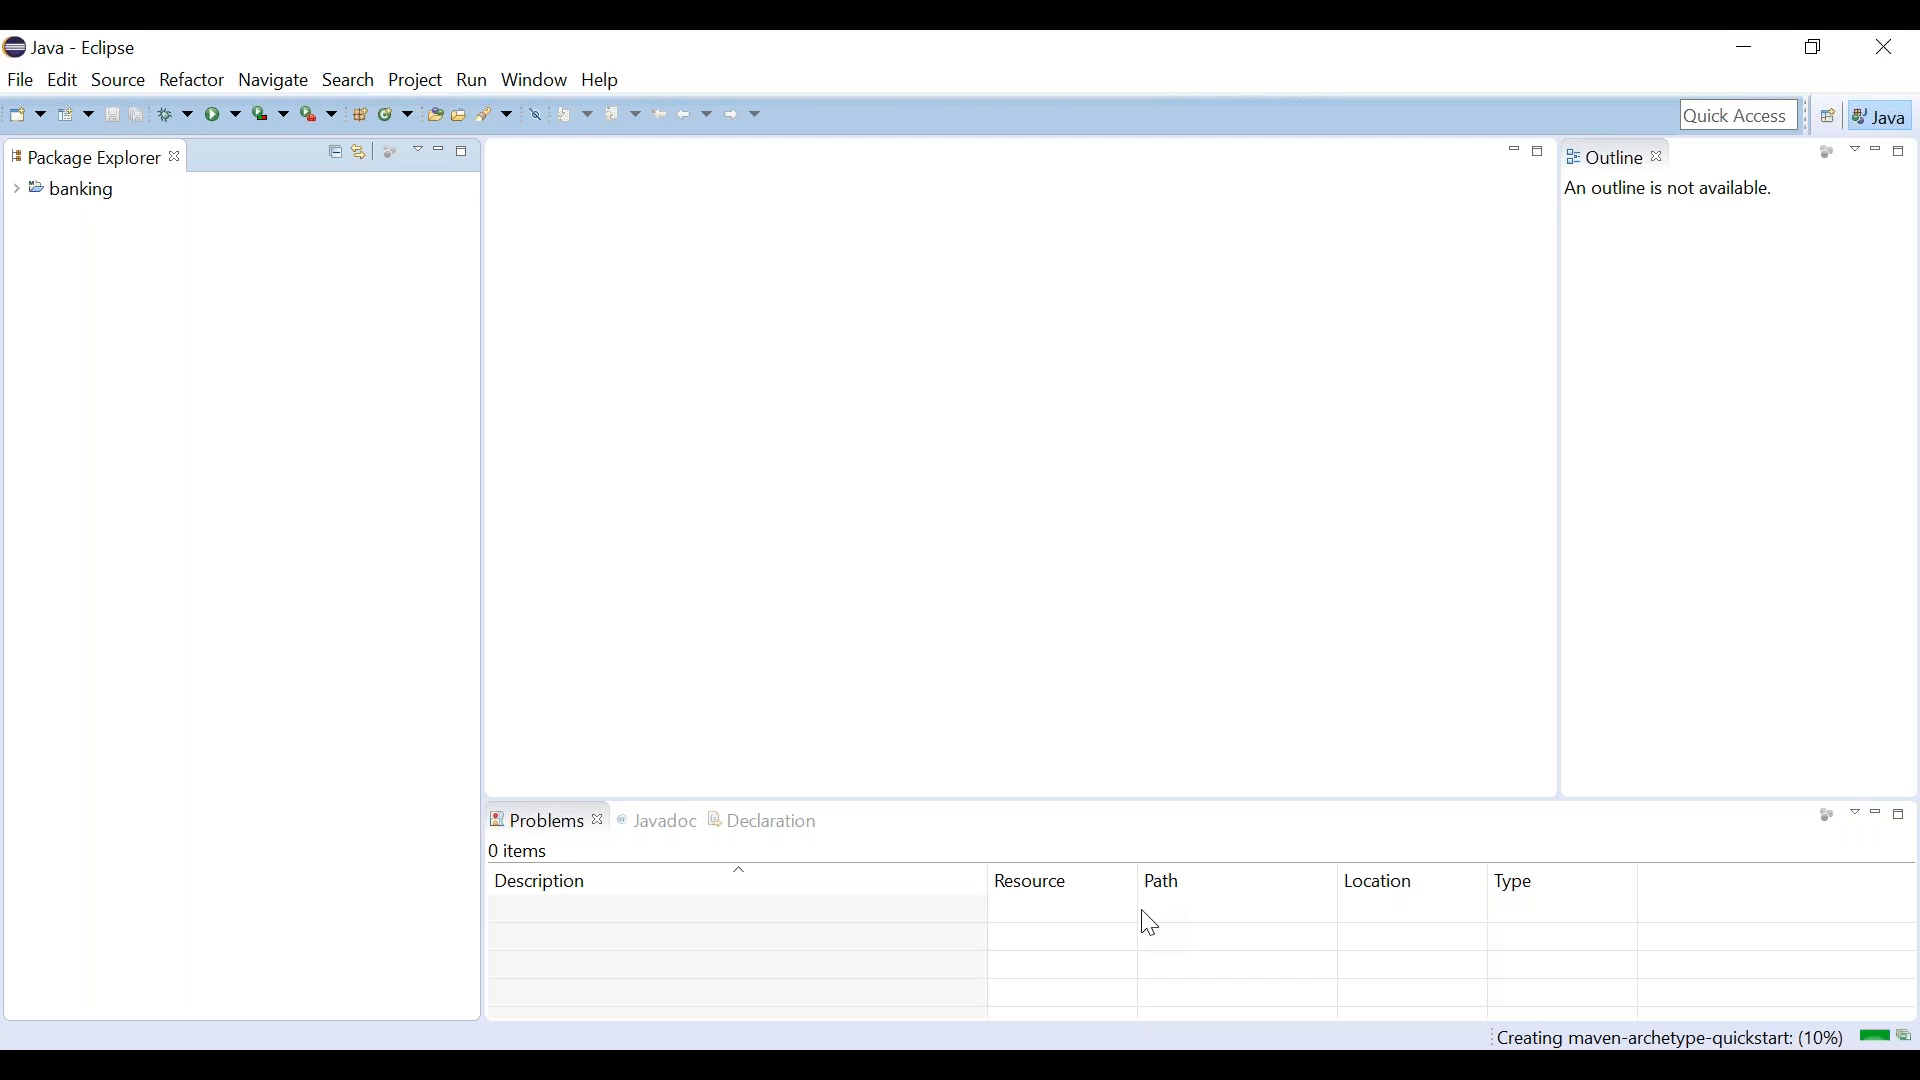 Java - Eclipse
File Edit Source Refactor Navigate Search Project Run Window Help
Quick Access
Java
Package Explorer
banking
Outline
An outline is not available.
Problems @ Javadoc Declaration
0 items
Description Resource Path Location Type
Creating maven-archetype-quickstart: (10%)